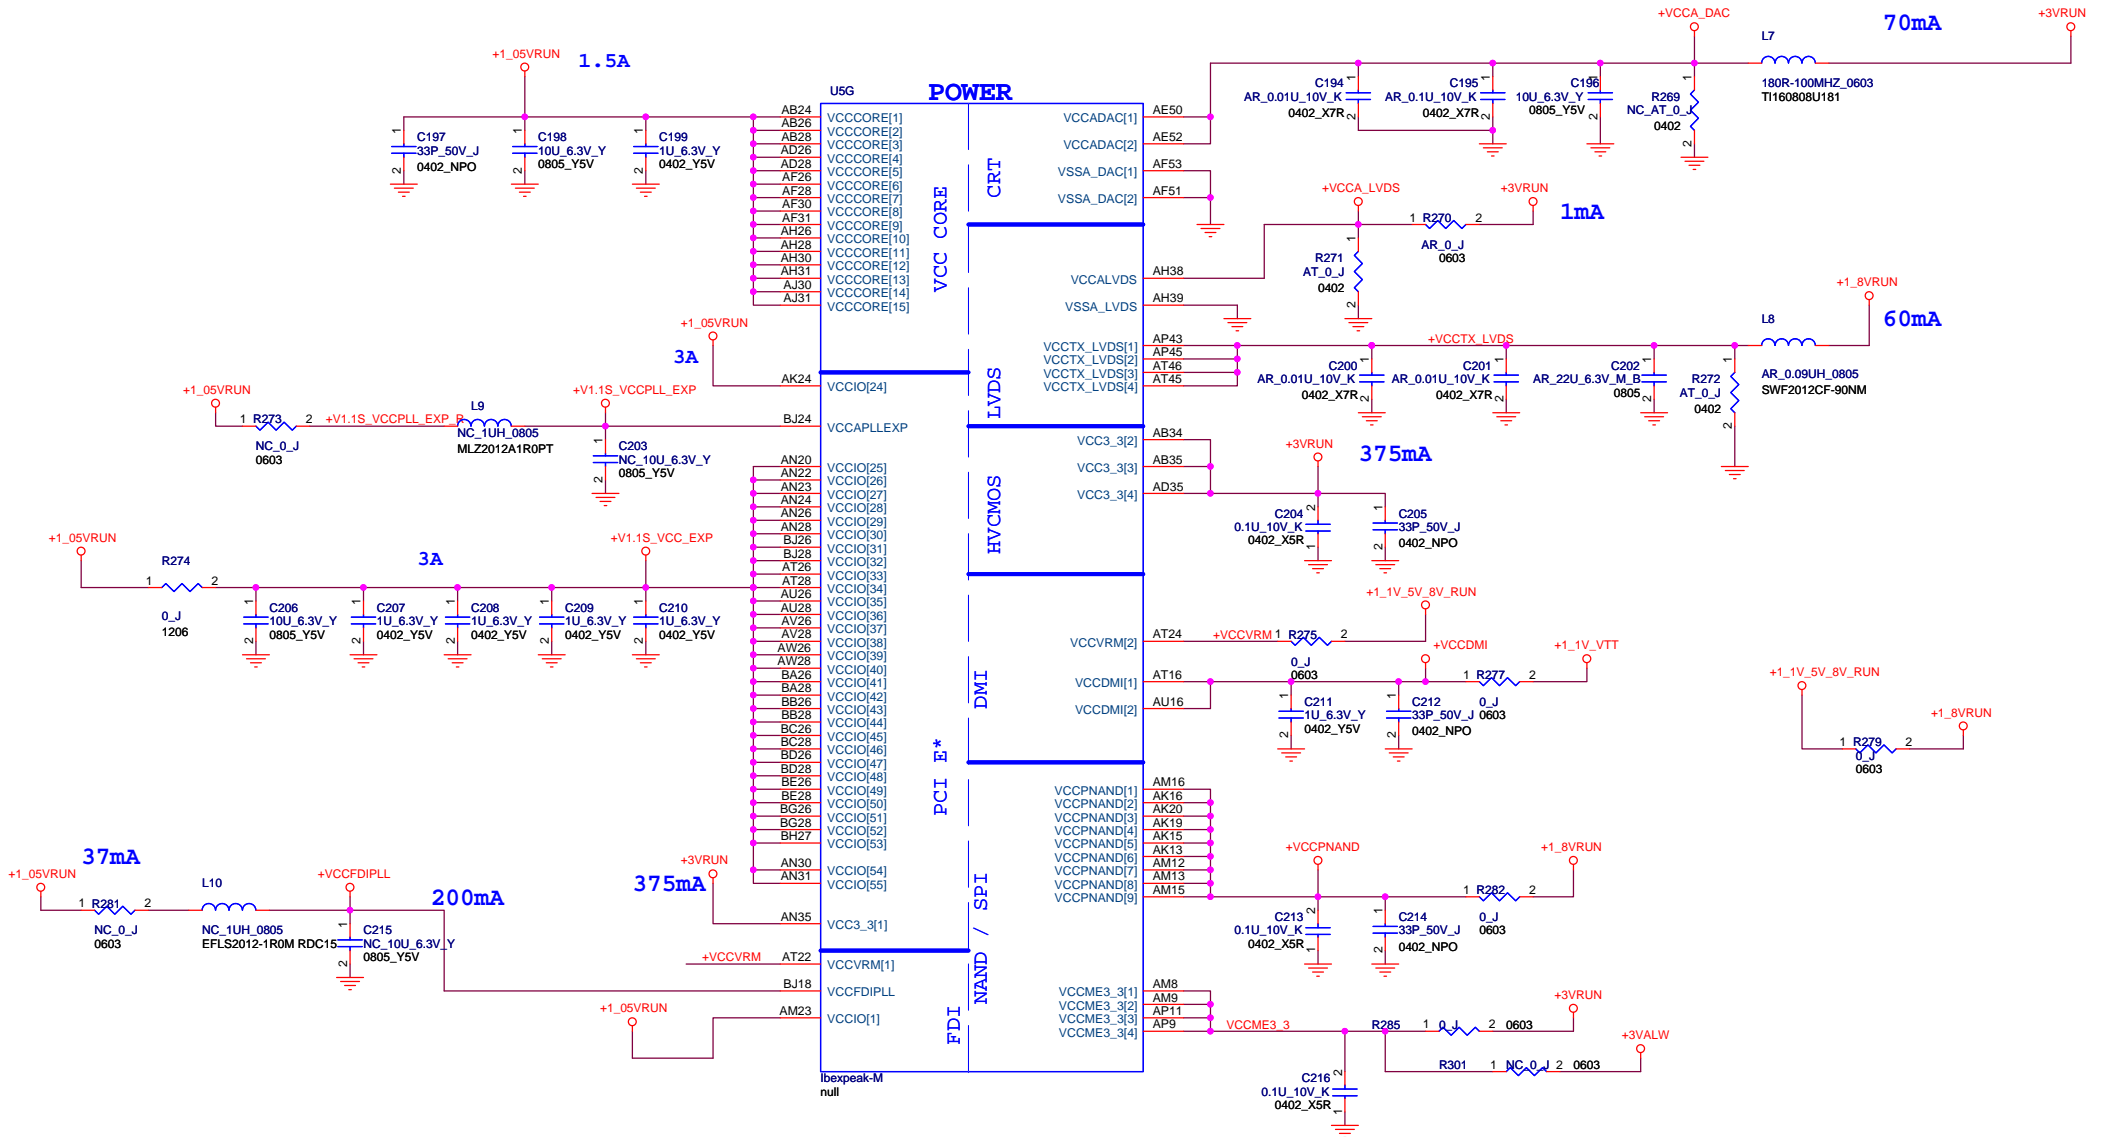 +1_05VRUN
1.5A
C197
33P_50V_J
0402_NPO
C198
10U_6.3V_Y
0805_Y5V
C199
1U_6.3V_Y
0402_Y5V
U5G
POWER
AB24 VCCCORE[1]
AB26 VCCCORE[2]
AB28 VCCCORE[3]
AD26 VCCCORE[4]
AD28 VCCCORE[5]
AF26 VCCCORE[6]
AF28 VCCCORE[7]
AF30 VCCCORE[8]
AF31 VCCCORE[9]
AH26 VCCCORE[10]
AH28 VCCCORE[11]
AH30 VCCCORE[12]
AH31 VCCCORE[13]
AJ30 VCCCORE[14]
AJ31 VCCCORE[15]
VCC CORE
+1_05VRUN
3A
AK24 VCCIO[24]
+1_05VRUN
1 R273 2
NC_0_J
0603
+V1.1S_VCCPLL_EXP_R
L9
NC_1UH_0805
MLZ2012A1R0PT
+V1.1S_VCCPLL_EXP
C203
NC_10U_6.3V_Y
0805_Y5V
BJ24 VCCAPLLEXP
AN20 VCCIO[25]
AN22 VCCIO[26]
AN23 VCCIO[27]
AN24 VCCIO[28]
AN26 VCCIO[29]
AN28 VCCIO[30]
BJ26 VCCIO[31]
BJ28 VCCIO[32]
AT26 VCCIO[33]
AT28 VCCIO[34]
AU26 VCCIO[35]
AU28 VCCIO[36]
AV26 VCCIO[37]
AV28 VCCIO[38]
AW26 VCCIO[39]
AW28 VCCIO[40]
BA26 VCCIO[41]
BA28 VCCIO[42]
BB26 VCCIO[43]
BB28 VCCIO[44]
BC26 VCCIO[45]
BC28 VCCIO[46]
BD26 VCCIO[47]
BD28 VCCIO[48]
BE26 VCCIO[49]
BE28 VCCIO[50]
BG26 VCCIO[51]
BG28 VCCIO[52]
BH27 VCCIO[53]
AN30 VCCIO[54]
AN31 VCCIO[55]
PCI E*
+1_05VRUN
R274
1 2
0_J
1206
3A
+V1.1S_VCC_EXP
C206
10U_6.3V_Y
0805_Y5V
C207
1U_6.3V_Y
0402_Y5V
C208
1U_6.3V_Y
0402_Y5V
C209
1U_6.3V_Y
0402_Y5V
C210
1U_6.3V_Y
0402_Y5V
+3VRUN
375mA
AN35 VCC3_3[1]
37mA
+1_05VRUN
1 R281 2
NC_0_J
0603
L10
NC_1UH_0805
EFLS2012-1R0M RDC15
+VCCFDIPLL
200mA
C215
NC_10U_6.3V_Y
0805_Y5V
+VCCVRM AT22 VCCVRM[1]
BJ18 VCCFDIPLL
+1_05VRUN
AM23 VCCIO[1]
FDI
Ibexpeak-M
null
CRT
VCCADAC[1] AE50
VCCADAC[2] AE52
VSSA_DAC[1] AF53
VSSA_DAC[2] AF51
C194
AR_0.01U_10V_K
0402_X7R
C195
AR_0.1U_10V_K
0402_X7R
C196
10U_6.3V_Y
0805_Y5V
+VCCA_DAC
R269
NC_AT_0_J
0402
L7
180R-100MHZ_0603
TI160808U181
70mA
+3VRUN
LVDS
VCCALVDS AH38
VSSA_LVDS AH39
+VCCA_LVDS
R271
AT_0_J
0402
1 R270 2
AR_0_J
0603
+3VRUN
1mA
VCCTX_LVDS[1] AP43
VCCTX_LVDS[2] AP45
VCCTX_LVDS[3] AT46
VCCTX_LVDS[4] AT45
+VCCTX_LVDS
C200
AR_0.01U_10V_K
0402_X7R
C201
AR_0.01U_10V_K
0402_X7R
C202
AR_22U_6.3V_M_B
0805
R272
AT_0_J
0402
L8
AR_0.09UH_0805
SWF2012CF-90NM
+1_8VRUN
60mA
HVCMOS
VCC3_3[2] AB34
VCC3_3[3] AB35
VCC3_3[4] AD35
+3VRUN
375mA
C204
0.1U_10V_K
0402_X5R
C205
33P_50V_J
0402_NPO
DMI
VCCVRM[2] AT24
+VCCVRM 1 R275 2
0_J
0603
+1_1V_5V_8V_RUN
VCCDMI[1] AT16
VCCDMI[2] AU16
+VCCDMI
C211
1U_6.3V_Y
0402_Y5V
C212
33P_50V_J
0402_NPO
1 R277 2
0_J
0603
+1_1V_VTT
+1_1V_5V_8V_RUN
1 R279 2
0_J
0603
+1_8VRUN
NAND / SPI
VCCPNAND[1] AM16
VCCPNAND[2] AK16
VCCPNAND[3] AK20
VCCPNAND[4] AK19
VCCPNAND[5] AK15
VCCPNAND[6] AK13
VCCPNAND[7] AM12
VCCPNAND[8] AM13
VCCPNAND[9] AM15
+VCCPNAND
C213
0.1U_10V_K
0402_X5R
C214
33P_50V_J
0402_NPO
1 R282 2
0_J
0603
+1_8VRUN
VCCME3_3[1] AM8
VCCME3_3[2] AM9
VCCME3_3[3] AP11
VCCME3_3[4] AP9
VCCME3_3
R285 1 0_J 2 0603
+3VRUN
R301 1 NC_0_J 2 0603
+3VALW
C216
0.1U_10V_K
0402_X5R